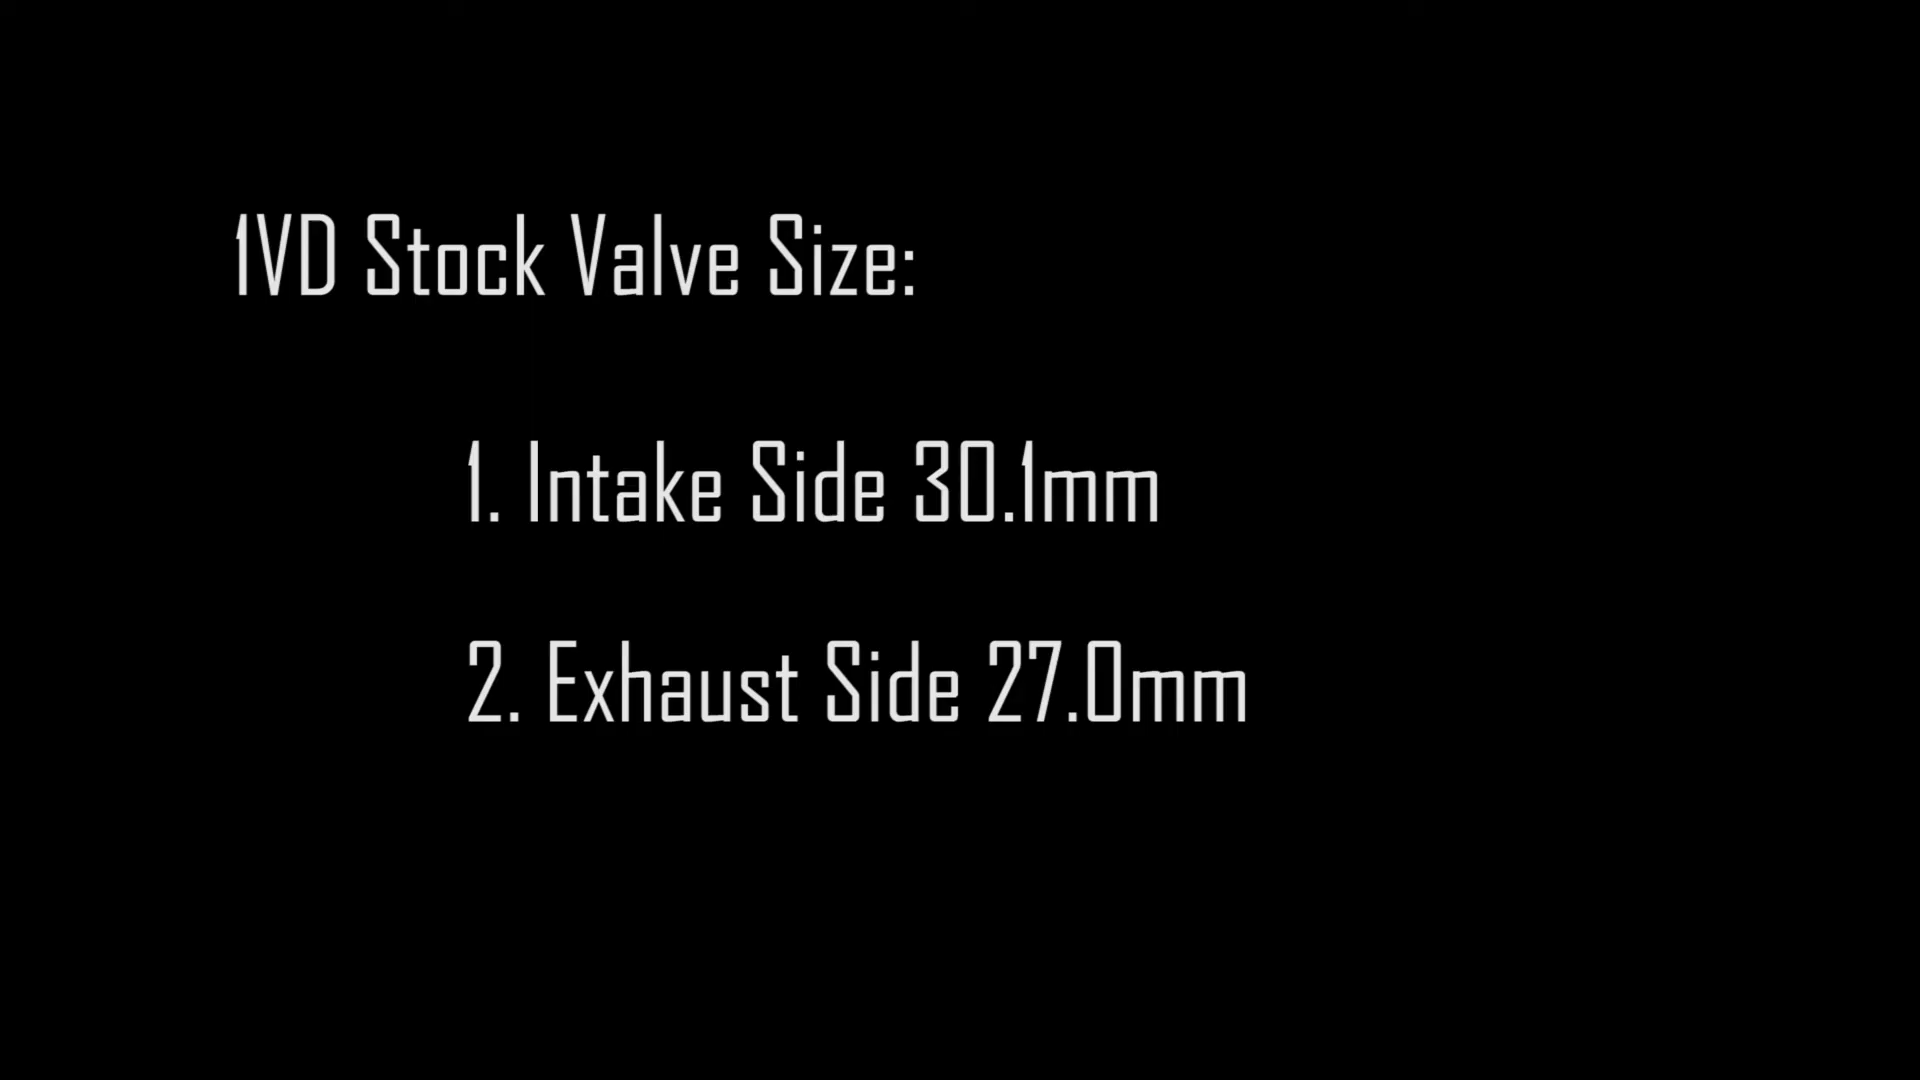 1VD Stock Valve Size:
1. Intake Side 30.1mm
2. Exhaust Side 27.0mm